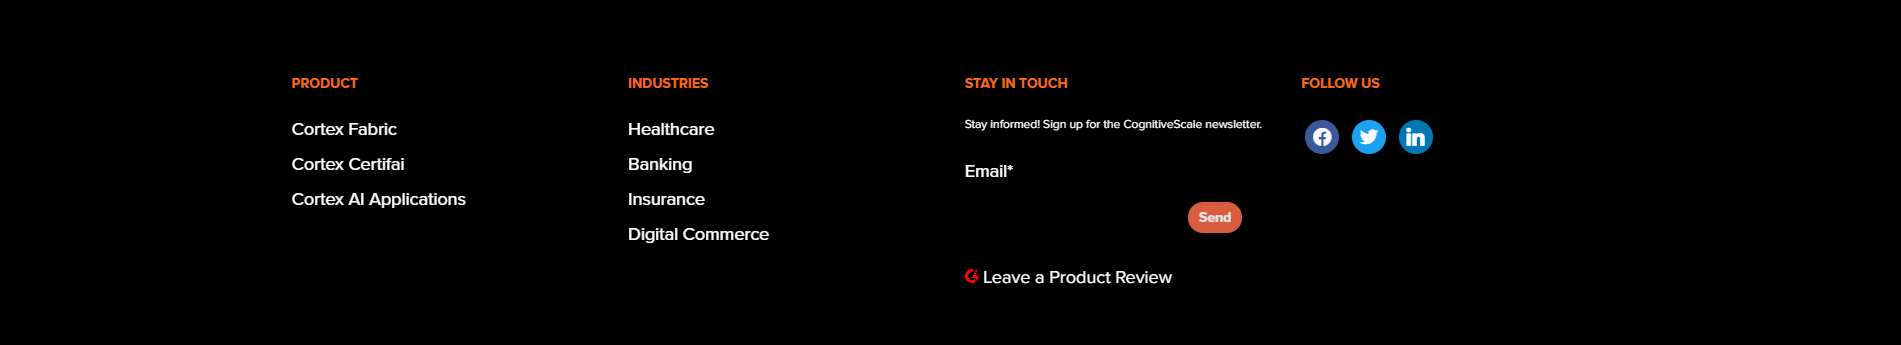 PRODUCT
Cortex Fabric
Cortex Certifai
Cortex AI Applications
INDUSTRIES
Healthcare
Banking
Insurance
Digital Commerce
STAY IN TOUCH
Stay informed! Sign up for the CognitiveScale newsletter.
Email*
Send
Leave a Product Review
FOLLOW US